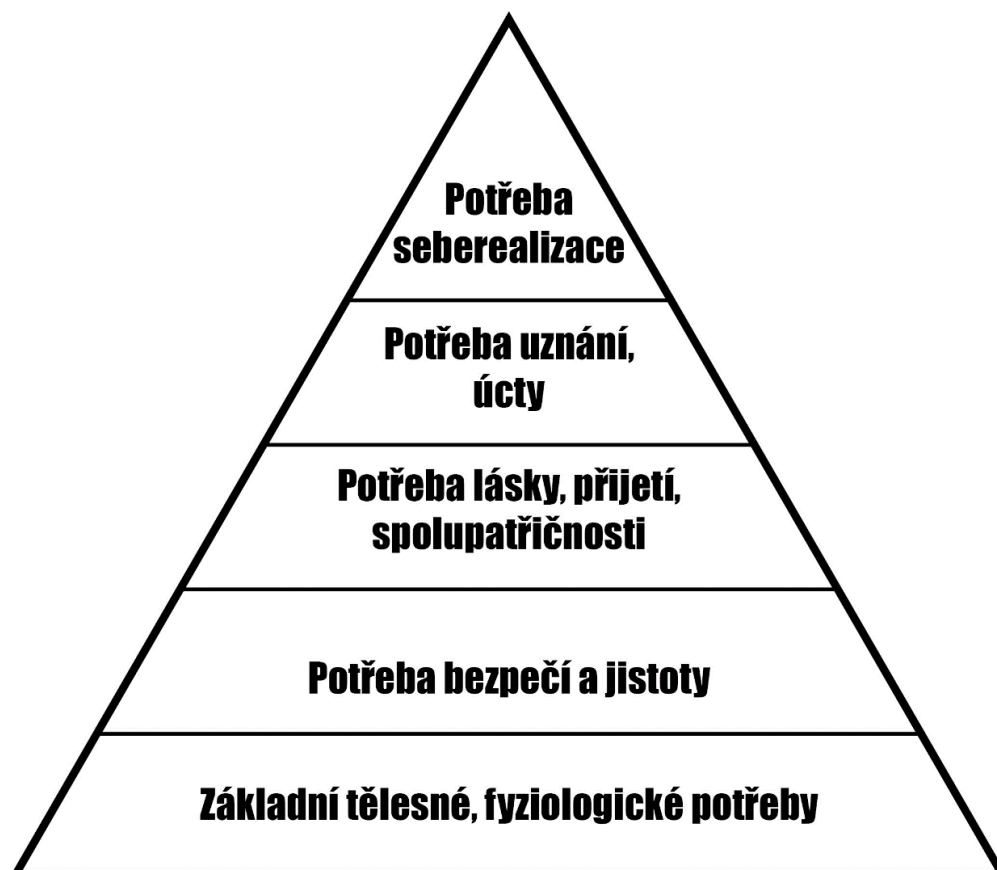 Potřeba
seberealizace
Potřeba uznání,
úcty
Potřeba lásky, přijetí,
spolupatřičnosti
Potřeba bezpečí a jistoty
Základní tělesné, fyziologické potřeby